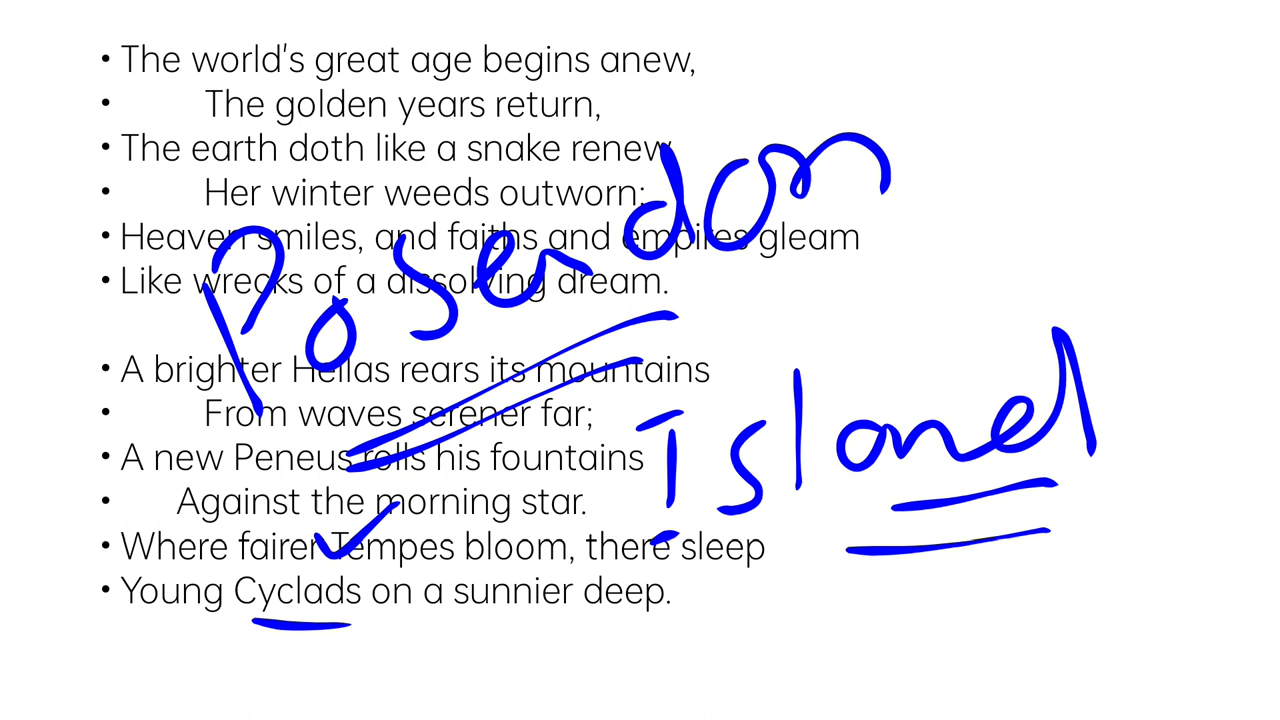 • The world's great age begins anew,
• The golden years return,
• The earth doth like a snake renew
• Her winter weeds outworn;
• Heaven smiles, and faiths and empires gleam
• Like wrecks of a dissolving dream.
• A brighter Hellas rears its mountains
• From waves serener far;
• A new Peneus rolls his fountains
• Against the morning star.
• Where fairer Tempes bloom, there sleep
• Young Cyclads on a sunnier deep.
Poseidon
Island